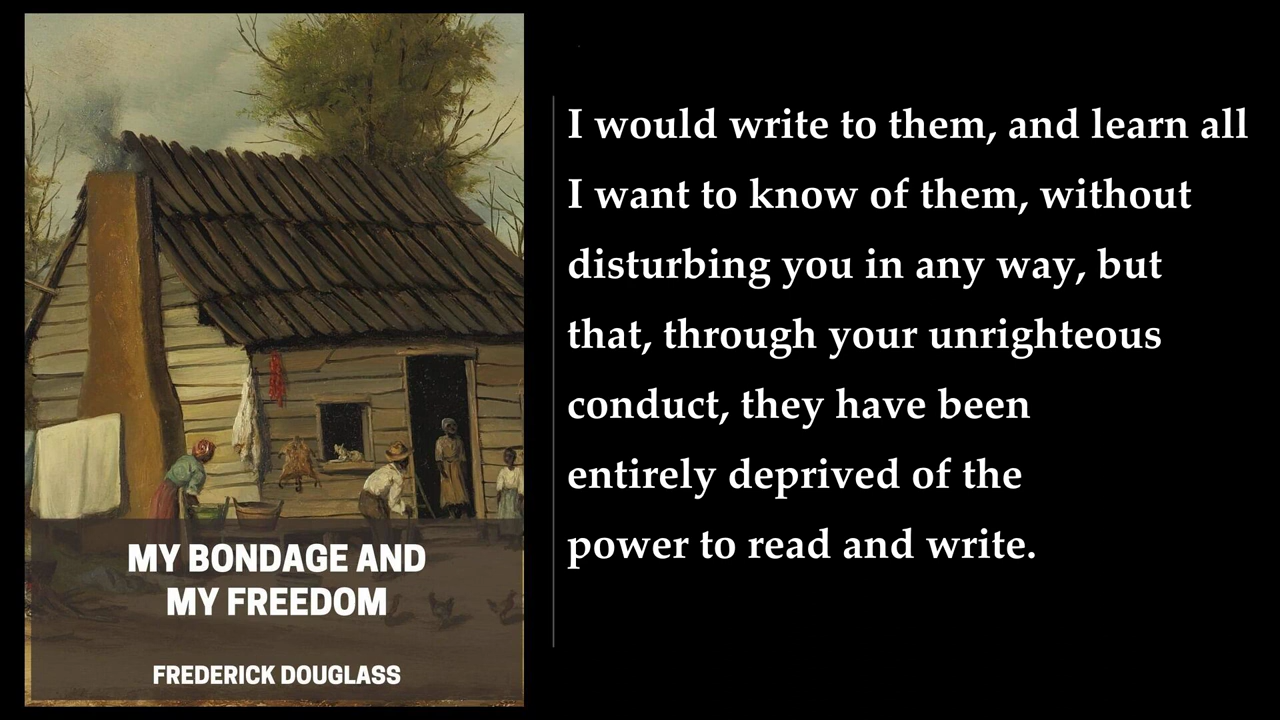 MY BONDAGE AND
MY FREEDOM
FREDERICK DOUGLASS
I would write to them, and learn all
I want to know of them, without
disturbing you in any way, but
that, through your unrighteous
conduct, they have been
entirely deprived of the
power to read and write.